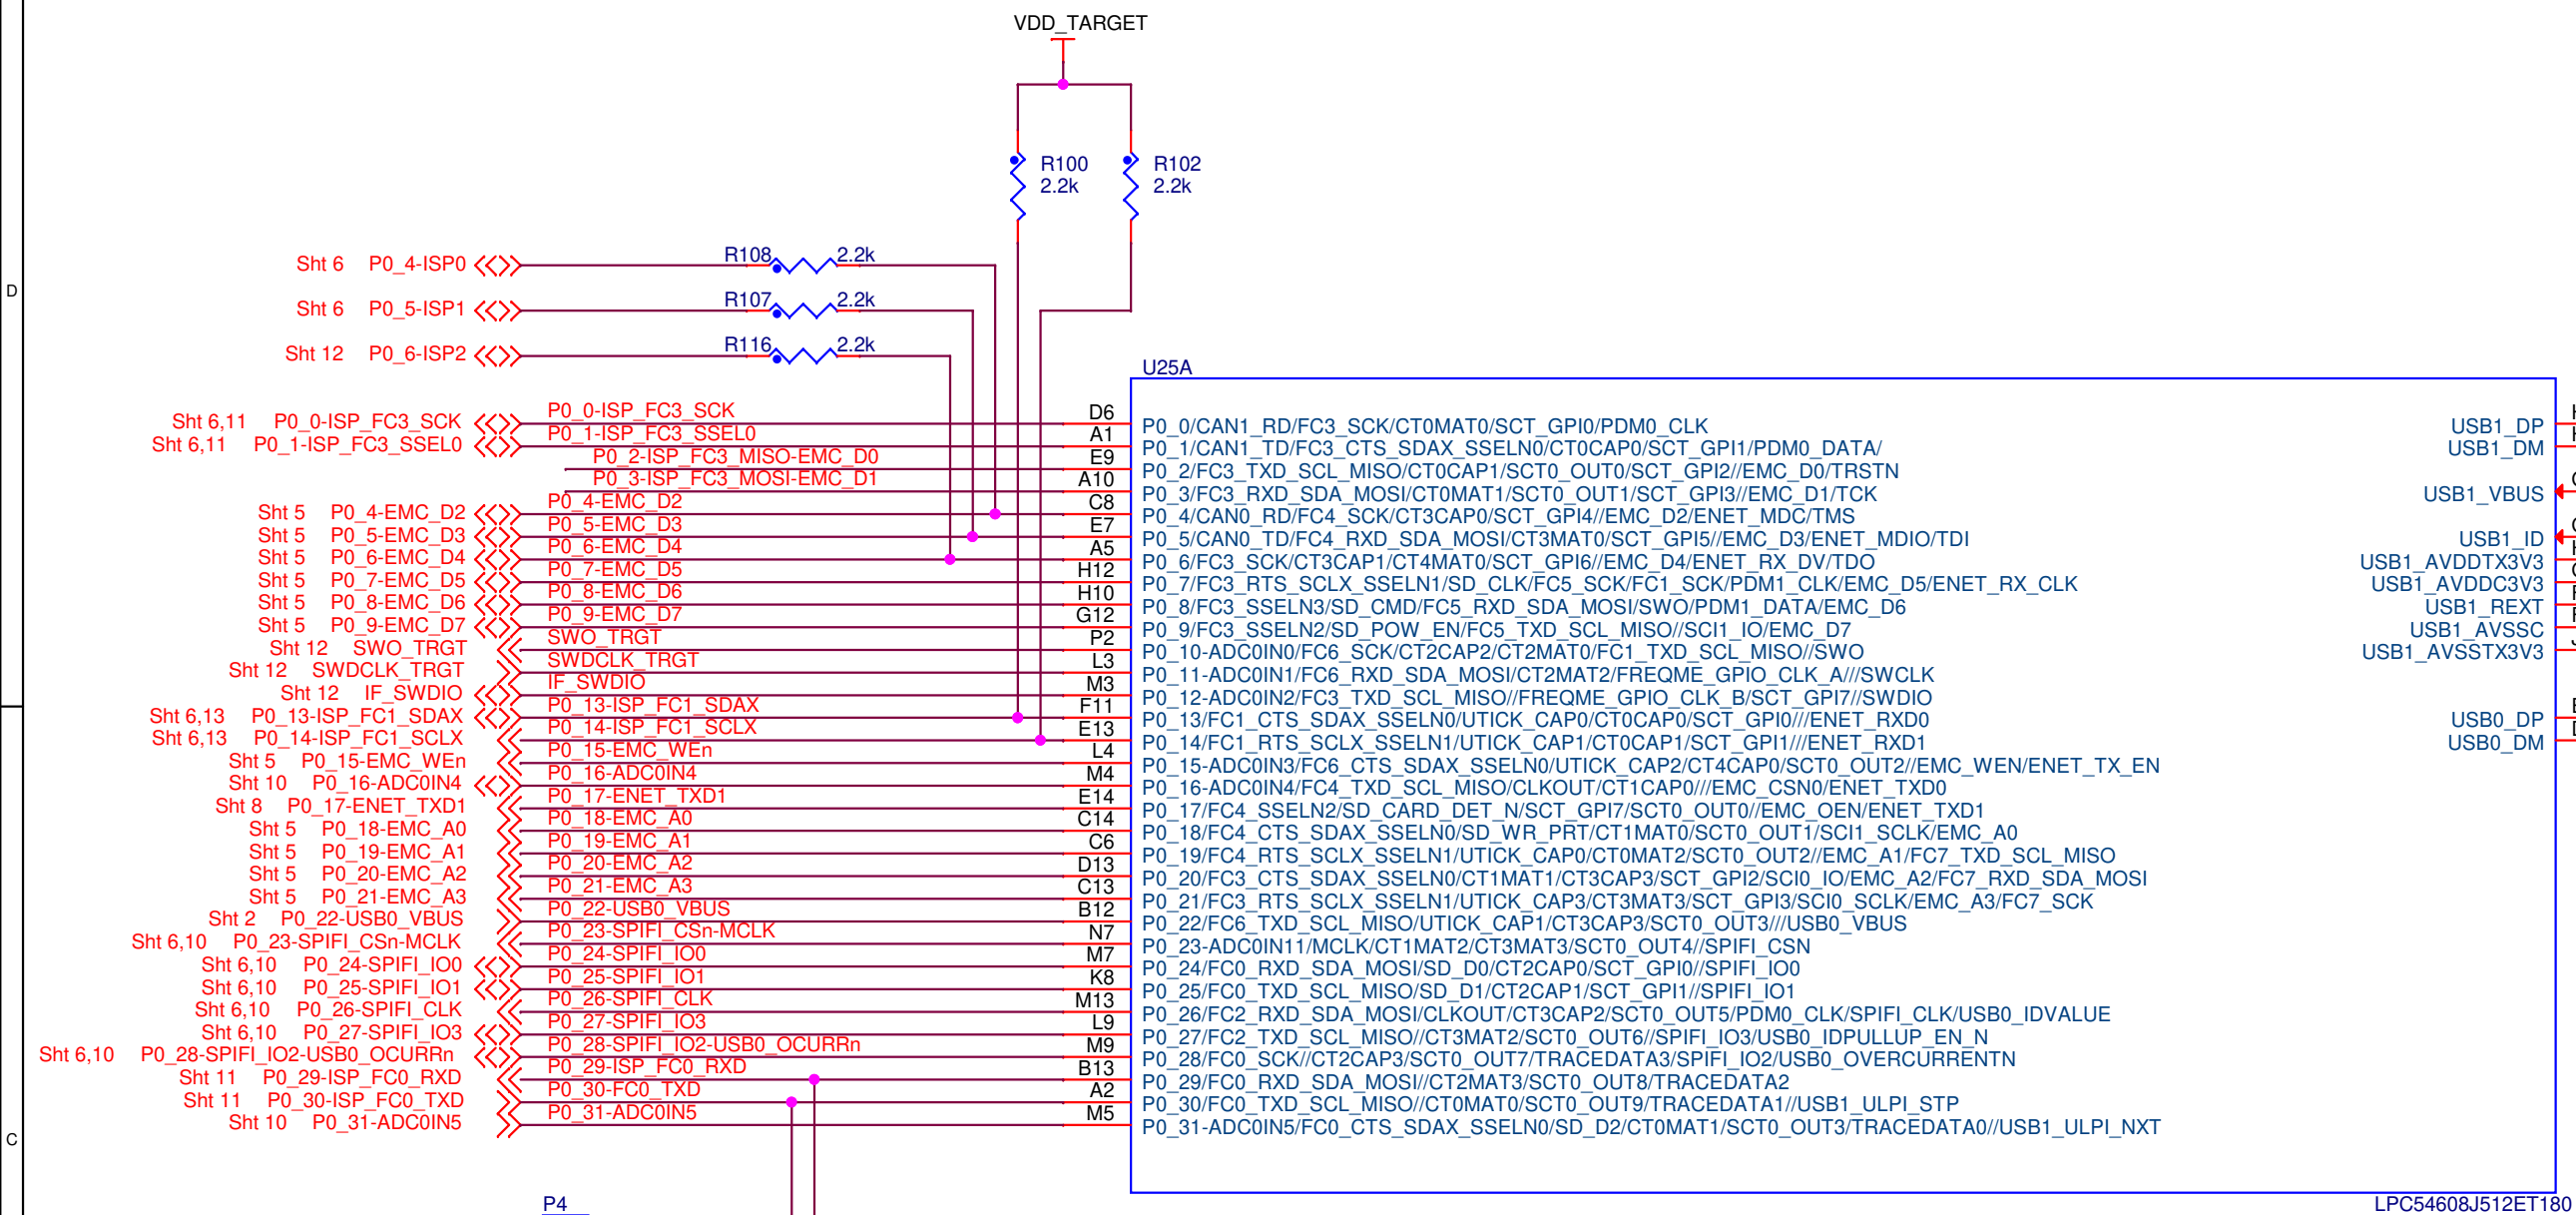 VDD_TARGET
R100
2.2k
R102
2.2k
Sht 6 P0_4-ISP0 R108 2.2k
D
Sht 6 P0_5-ISP1 R107 2.2k
Sht 12 P0_6-ISP2 R116 2.2k
U25A
Sht 6,11 P0_0-ISP_FC3_SCK P0_0-ISP_FC3_SCK D6 P0_0/CAN1_RD/FC3_SCK/CT0MAT0/SCT_GPI0/PDM0_CLK USB1_DP
Sht 6,11 P0_1-ISP_FC3_SSEL0 P0_1-ISP_FC3_SSEL0 A1 P0_1/CAN1_TD/FC3_CTS_SDAX_SSELN0/CT0CAP0/SCT_GPI1/PDM0_DATA/ USB1_DM
P0_2-ISP_FC3_MISO-EMC_D0 E9 P0_2/FC3_TXD_SCL_MISO/CT0CAP1/SCT0_OUT0/SCT_GPI2//EMC_D0/TRSTN
P0_3-ISP_FC3_MOSI-EMC_D1 A10 P0_3/FC3_RXD_SDA_MOSI/CT0MAT1/SCT0_OUT1/SCT_GPI3//EMC_D1/TCK USB1_VBUS
Sht 5 P0_4-EMC_D2 P0_4-EMC_D2 C8 P0_4/CAN0_RD/FC4_SCK/CT3CAP0/SCT_GPI4//EMC_D2/ENET_MDC/TMS
Sht 5 P0_5-EMC_D3 P0_5-EMC_D3 E7 P0_5/CAN0_TD/FC4_RXD_SDA_MOSI/CT3MAT0/SCT_GPI5//EMC_D3/ENET_MDIO/TDI USB1_ID
Sht 5 P0_6-EMC_D4 P0_6-EMC_D4 A5 P0_6/FC3_SCK/CT3CAP1/CT4MAT0/SCT_GPI6//EMC_D4/ENET_RX_DV/TDO USB1_AVDDTX3V3
Sht 5 P0_7-EMC_D5 P0_7-EMC_D5 H12 P0_7/FC3_RTS_SCLX_SSELN1/SD_CLK/FC5_SCK/FC1_SCK/PDM1_CLK/EMC_D5/ENET_RX_CLK USB1_AVDDC3V3
Sht 5 P0_8-EMC_D6 P0_8-EMC_D6 H10 P0_8/FC3_SSELN3/SD_CMD/FC5_RXD_SDA_MOSI/SWO/PDM1_DATA/EMC_D6 USB1_REXT
Sht 5 P0_9-EMC_D7 P0_9-EMC_D7 G12 P0_9/FC3_SSELN2/SD_POW_EN/FC5_TXD_SCL_MISO//SCI1_IO/EMC_D7 USB1_AVSSC
Sht 12 SWO_TRGT SWO_TRGT P2 P0_10-ADC0IN0/FC6_SCK/CT2CAP2/CT2MAT0/FC1_TXD_SCL_MISO//SWO USB1_AVSSTX3V3
Sht 12 SWDCLK_TRGT SWDCLK_TRGT L3 P0_11-ADC0IN1/FC6_RXD_SDA_MOSI/CT2MAT2/FREQME_GPIO_CLK_A///SWCLK
Sht 12 IF_SWDIO IF_SWDIO M3 P0_12-ADC0IN2/FC3_TXD_SCL_MISO//FREQME_GPIO_CLK_B/SCT_GPI7//SWDIO
Sht 6,13 P0_13-ISP_FC1_SDAX P0_13-ISP_FC1_SDAX F11 P0_13/FC1_CTS_SDAX_SSELN0/UTICK_CAP0/CT0CAP0/SCT_GPI0///ENET_RXD0 USB0_DP
Sht 6,13 P0_14-ISP_FC1_SCLX P0_14-ISP_FC1_SCLX E13 P0_14/FC1_RTS_SCLX_SSELN1/UTICK_CAP1/CT0CAP1/SCT_GPI1///ENET_RXD1 USB0_DM
Sht 5 P0_15-EMC_WEn P0_15-EMC_WEn L4 P0_15-ADC0IN3/FC6_CTS_SDAX_SSELN0/UTICK_CAP2/CT4CAP0/SCT0_OUT2//EMC_WEN/ENET_TX_EN
Sht 10 P0_16-ADC0IN4 P0_16-ADC0IN4 M4 P0_16-ADC0IN4/FC4_TXD_SCL_MISO/CLKOUT/CT1CAP0///EMC_CSN0/ENET_TXD0
Sht 8 P0_17-ENET_TXD1 P0_17-ENET_TXD1 E14 P0_17/FC4_SSELN2/SD_CARD_DET_N/SCT_GPI7/SCT0_OUT0//EMC_OEN/ENET_TXD1
Sht 5 P0_18-EMC_A0 P0_18-EMC_A0 C14 P0_18/FC4_CTS_SDAX_SSELN0/SD_WR_PRT/CT1MAT0/SCT0_OUT1/SCI1_SCLK/EMC_A0
Sht 5 P0_19-EMC_A1 P0_19-EMC_A1 C6 P0_19/FC4_RTS_SCLX_SSELN1/UTICK_CAP0/CT0MAT2/SCT0_OUT2//EMC_A1/FC7_TXD_SCL_MISO
Sht 5 P0_20-EMC_A2 P0_20-EMC_A2 D13 P0_20/FC3_CTS_SDAX_SSELN0/CT1MAT1/CT3CAP3/SCT_GPI2/SCI0_IO/EMC_A2/FC7_RXD_SDA_MOSI
Sht 5 P0_21-EMC_A3 P0_21-EMC_A3 C13 P0_21/FC3_RTS_SCLX_SSELN1/UTICK_CAP3/CT3MAT3/SCT_GPI3/SCI0_SCLK/EMC_A3/FC7_SCK
Sht 2 P0_22-USB0_VBUS P0_22-USB0_VBUS B12 P0_22/FC6_TXD_SCL_MISO/UTICK_CAP1/CT3CAP3/SCT0_OUT3///USB0_VBUS
Sht 6,10 P0_23-SPIFI_CSn-MCLK P0_23-SPIFI_CSn-MCLK N7 P0_23-ADC0IN11/MCLK/CT1MAT2/CT3MAT3/SCT0_OUT4//SPIFI_CSN
Sht 6,10 P0_24-SPIFI_IO0 P0_24-SPIFI_IO0 M7 P0_24/FC0_RXD_SDA_MOSI/SD_D0/CT2CAP0/SCT_GPI0//SPIFI_IO0
Sht 6,10 P0_25-SPIFI_IO1 P0_25-SPIFI_IO1 K8 P0_25/FC0_TXD_SCL_MISO/SD_D1/CT2CAP1/SCT_GPI1//SPIFI_IO1
Sht 6,10 P0_26-SPIFI_CLK P0_26-SPIFI_CLK M13 P0_26/FC2_RXD_SDA_MOSI/CLKOUT/CT3CAP2/SCT0_OUT5/PDM0_CLK/SPIFI_CLK/USB0_IDVALUE
Sht 6,10 P0_27-SPIFI_IO3 P0_27-SPIFI_IO3 L9 P0_27/FC2_TXD_SCL_MISO//CT3MAT2/SCT0_OUT6//SPIFI_IO3/USB0_IDPULLUP_EN_N
Sht 6,10 P0_28-SPIFI_IO2-USB0_OCURRn P0_28-SPIFI_IO2-USB0_OCURRn M9 P0_28/FC0_SCK//CT2CAP3/SCT0_OUT7/TRACEDATA3/SPIFI_IO2/USB0_OVERCURRENTN
Sht 11 P0_29-ISP_FC0_RXD P0_29-ISP_FC0_RXD B13 P0_29/FC0_RXD_SDA_MOSI//CT2MAT3/SCT0_OUT8/TRACEDATA2
Sht 11 P0_30-ISP_FC0_TXD P0_30-FC0_TXD A2 P0_30/FC0_TXD_SCL_MISO//CT0MAT0/SCT0_OUT9/TRACEDATA1//USB1_ULPI_STP
Sht 10 P0_31-ADC0IN5 P0_31-ADC0IN5 M5 P0_31-ADC0IN5/FC0_CTS_SDAX_SSELN0/SD_D2/CT0MAT1/SCT0_OUT3/TRACEDATA0//USB1_ULPI_NXT
C
P4
LPC54608J512ET180